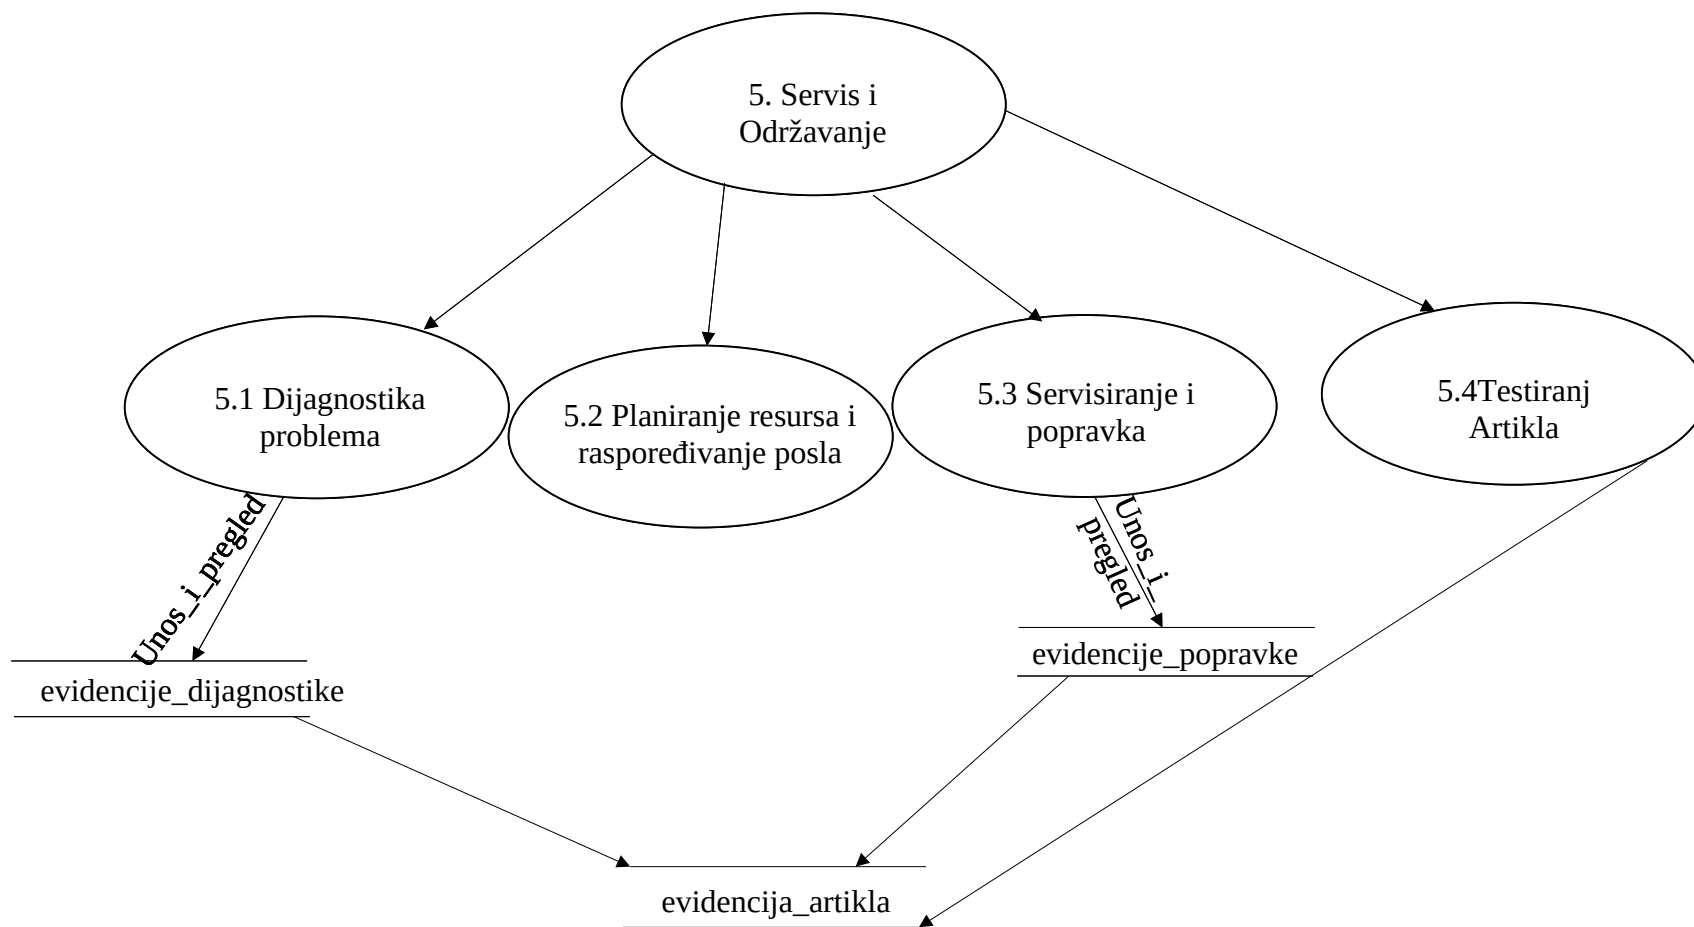 5. Servis i
Održavanje
5.1 Dijagnostika
problema
5.2 Planiranje resursa i
raspoređivanje posla
5.3 Servisiranje i
popravka
5.4Testiranj
Artikla
Unos_i_pregled
Unos_i_
pregled
evidencije_dijagnostike
evidencije_popravke
evidencija_artikla